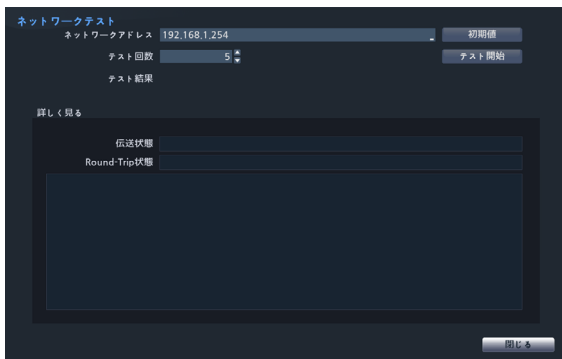 ネットワークテスト
ネットワークアドレス 192.168.1.254 初期値
テスト回数 5 テスト開始
テスト結果
詳しく見る
伝送状態
Round-Trip状態
閉じる